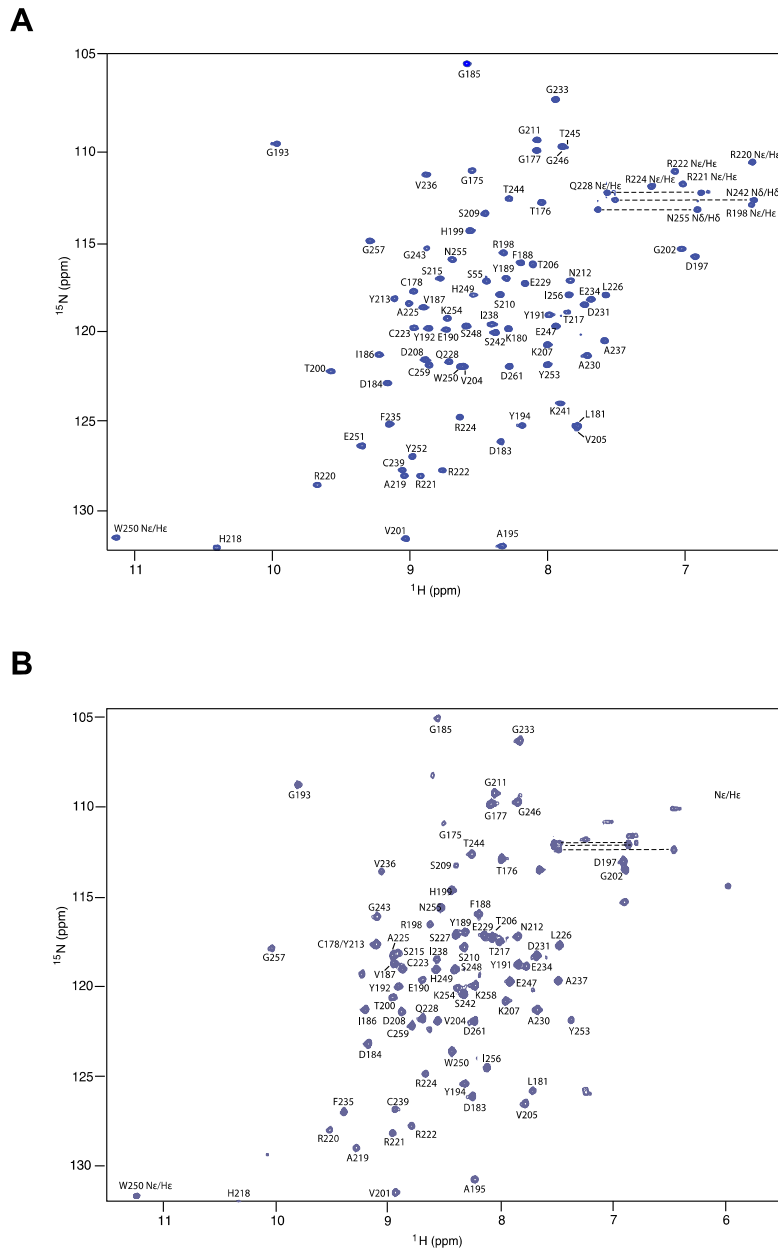 A
105
G185
G233
G211
T245
G193
110
G177
G246
R220 Nε/Hε
R222 Nε/Hε
R221 Nε/Hε
R224 Nε/Hε
V236
G175
T244
T176
Q228 Nε/Hε
N242 Nδ/Hδ
S209
N255 Nδ/Hδ
R198 Nε/Hε
H199
115
G257
G243
N255
R198
F188
T206
G202
D197
S215
S55
Y189
E229
N212
C178
H249
S210
I256
E234
L226
Y213
V187
D231
A225
K254
I238
Y191
T217
15N (ppm)
120
C223
Y192
E190
S248
S242
K180
E247
K207
A237
I186
D208
Q228
A230
T200
C259
W250
V204
D261
Y253
D184
F235
R224
Y194
K241
L181
125
E251
Y252
D183
V205
C239
R220
A219
R221
R222
130
W250 Nε/Hε
H218
V201
A195
11
10
9
8
7
1H (ppm)
B
105
G185
G233
G193
G211
G177
G246
Nε/Hε
110
G175
T244
V236
S209
T176
D197
G202
H199
115
G243
N255
F188
R198
Y189
E229
T206
N212
G257
C178/Y213
A225
S215
S227
I238
S210
T217
D231
L226
C223
S248
Y191
E234
V187
H249
15N (ppm)
120
Y192
E190
K254
K258
E247
A237
T200
S242
K207
I186
D208
Q228
V204
D261
A230
Y253
C259
D184
W250
I256
125
R224
Y194
L181
F235
C239
D183
V205
R220
R221
R222
A219
130
W250 Nε/Hε
H218
V201
A195
11
10
9
8
7
6
1H (ppm)